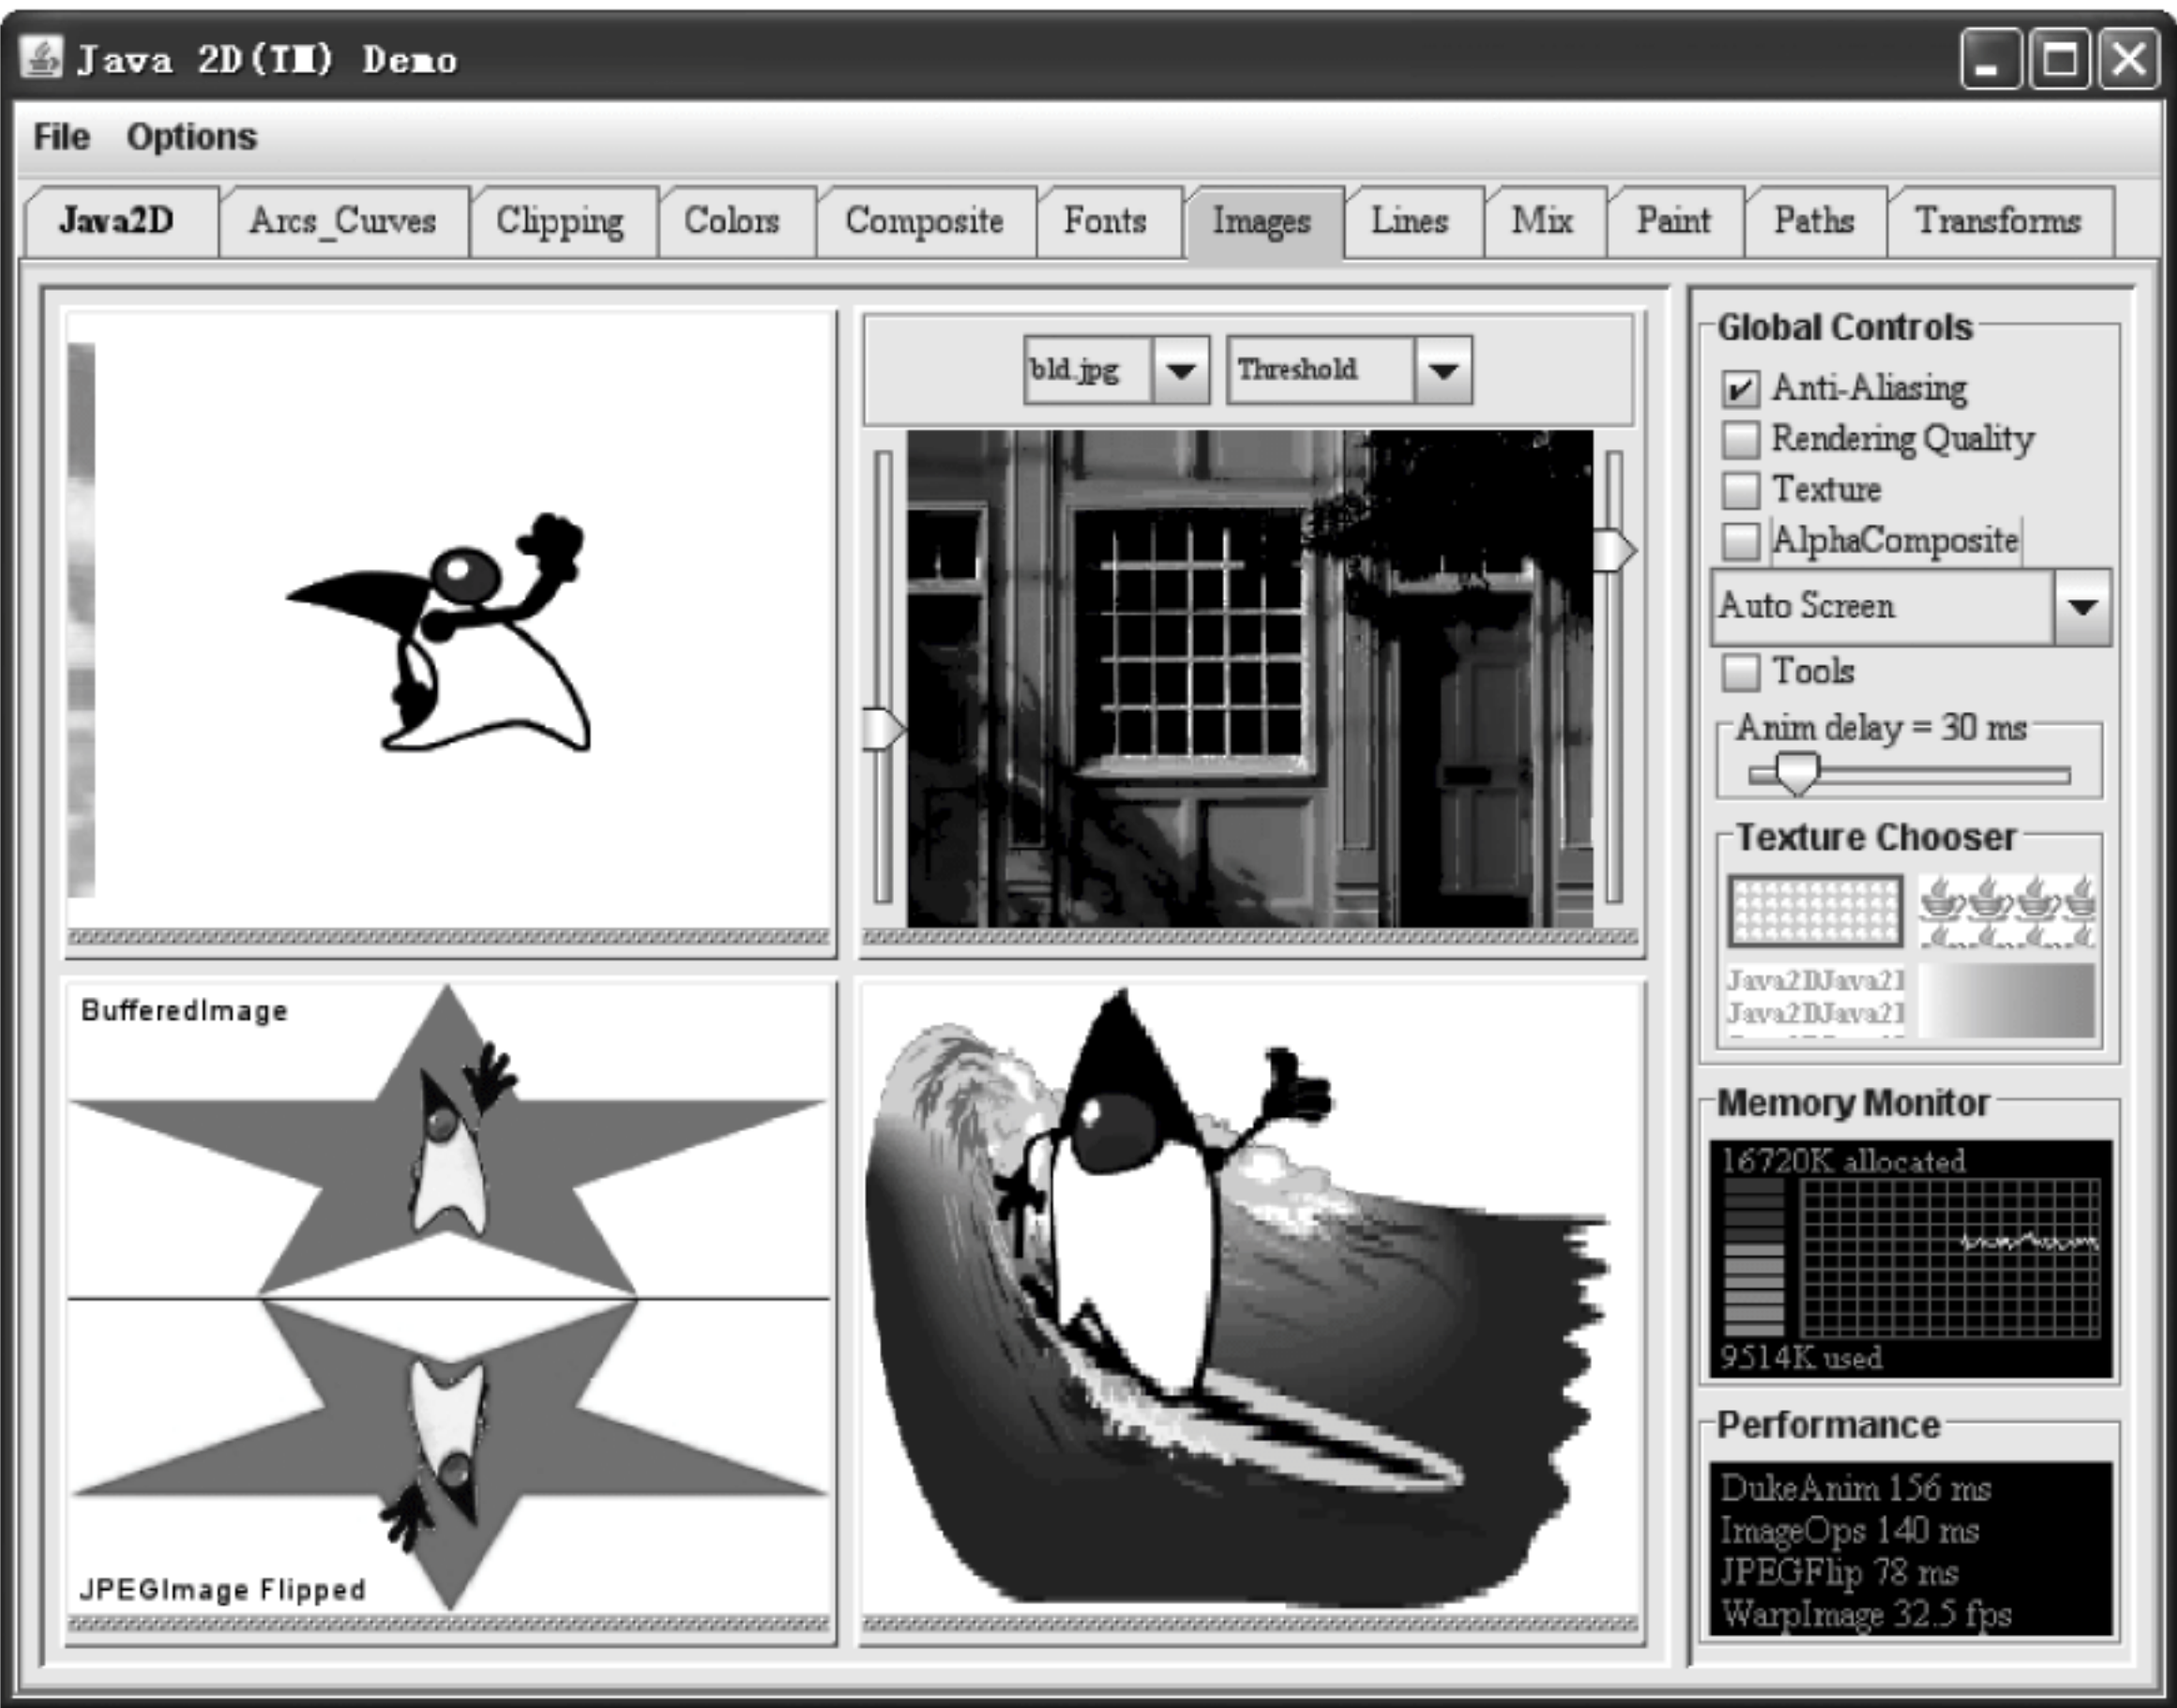 Java 2D(TM) Demo
File Options
Java2D Arcs_Curves Clipping Colors Composite Fonts Images Lines Mix Paint Paths Transforms
bld.jpg Threshold
BufferedImage
JPEGImage Flipped
Global Controls
Anti-Aliasing
Rendering Quality
Texture
AlphaComposite
Auto Screen
Tools
Anim delay = 30 ms
Texture Chooser
Java2DJava2I
Java2DJava2I
Memory Monitor
16720K allocated
9514K used
Performance
DukeAnim 156 ms
ImageOps 140 ms
JPEGFlip 78 ms
WarpImage 32.5 fps